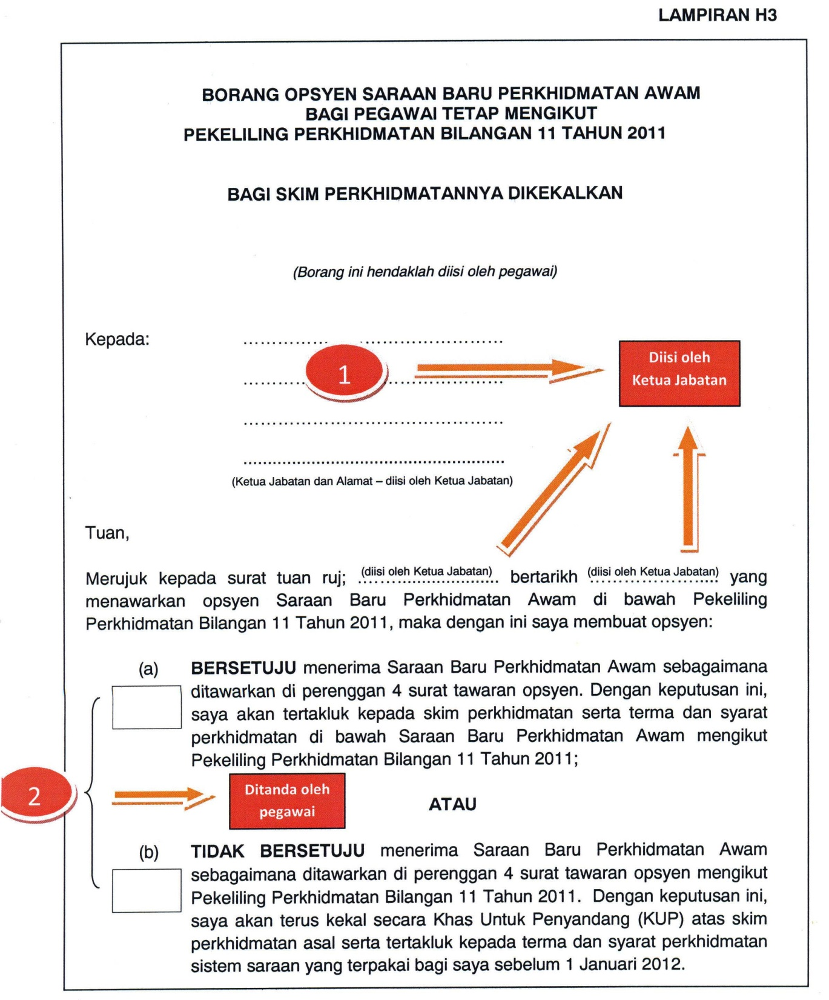 LAMPIRAN H3
BORANG OPSYEN SARAAN BARU PERKHIDMATAN AWAM
BAGI PEGAWAI TETAP MENGIKUT
PEKELILING PERKHIDMATAN BILANGAN 11 TAHUN 2011
BAGI SKIM PERKHIDMATANNYA DIKEKALKAN
(Borang ini hendaklah diisi oleh pegawai)
Kepada:
1
Diisi oleh
Ketua Jabatan
(Ketua Jabatan dan Alamat – diisi oleh Ketua Jabatan)
Tuan,
Merujuk kepada surat tuan ruj; (diisi oleh Ketua Jabatan) bertarikh (diisi oleh Ketua Jabatan) yang
menawarkan opsyen Saraan Baru Perkhidmatan Awam di bawah Pekeliling
Perkhidmatan Bilangan 11 Tahun 2011, maka dengan ini saya membuat opsyen:
(a) BERSETUJU menerima Saraan Baru Perkhidmatan Awam sebagaimana
ditawarkan di perenggan 4 surat tawaran opsyen. Dengan keputusan ini,
saya akan tertakluk kepada skim perkhidmatan serta terma dan syarat
perkhidmatan di bawah Saraan Baru Perkhidmatan Awam mengikut
Pekeliling Perkhidmatan Bilangan 11 Tahun 2011;
2
Ditanda oleh
pegawai
ATAU
(b) TIDAK BERSETUJU menerima Saraan Baru Perkhidmatan Awam
sebagaimana ditawarkan di perenggan 4 surat tawaran opsyen mengikut
Pekeliling Perkhidmatan Bilangan 11 Tahun 2011. Dengan keputusan ini,
saya akan terus kekal secara Khas Untuk Penyandang (KUP) atas skim
perkhidmatan asal serta tertakluk kepada terma dan syarat perkhidmatan
sistem saraan yang terpakai bagi saya sebelum 1 Januari 2012.